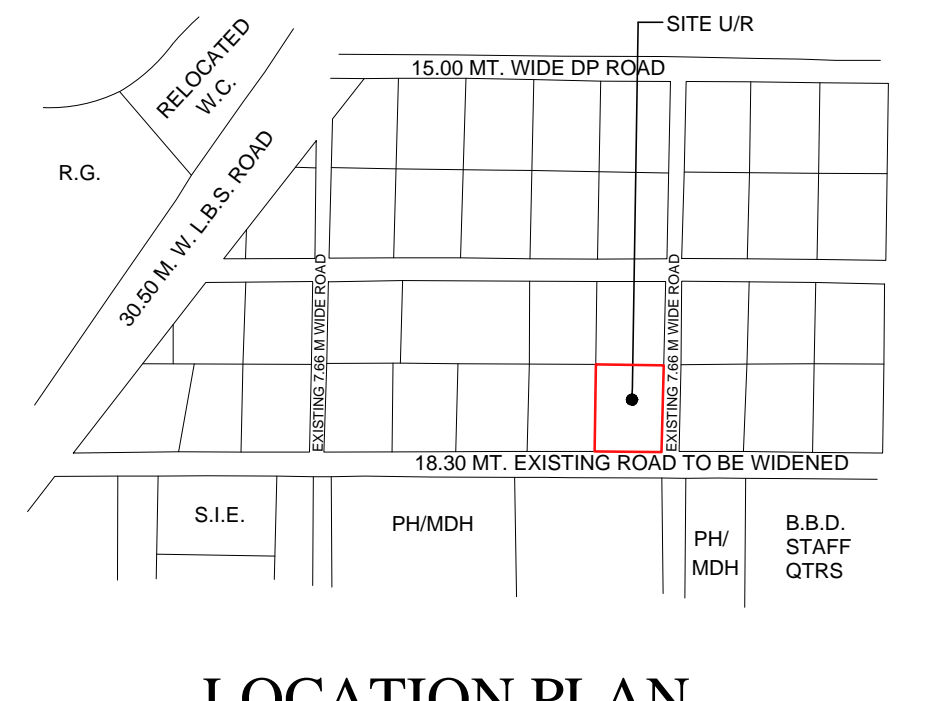 SITE U/R
15.00 MT. WIDE DP ROAD
RELOCATED
W.C.
R.G.
30.50 M. W. L.B.S. ROAD
EXISTING 7.66 M WIDE ROAD
EXISTING 7.66 M WIDE ROAD
18.30 MT. EXISTING ROAD TO BE WIDENED
S.I.E.
PH/MDH
PH/
MDH
B.B.D.
STAFF
QTRS
LOCATION PLAN